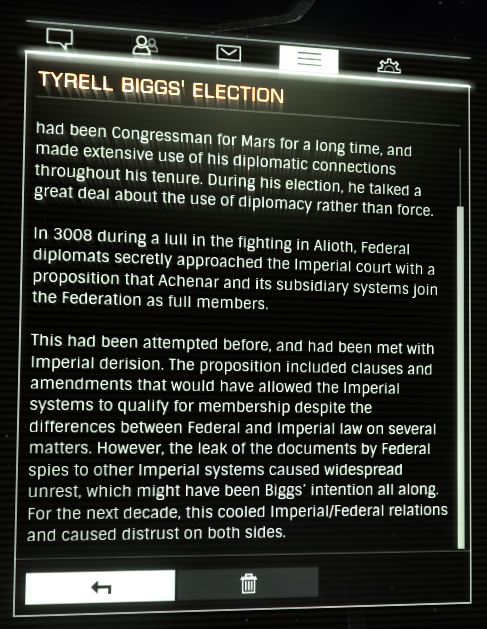 TYRELL BIGGS' ELECTION
had been Congressman for Mars for a long time, and
made extensive use of his diplomatic connections
throughout his tenure. During his election, he talked a
great deal about the use of diplomacy rather than force.
In 3008 during a lull in the fighting in Alioth, Federal
diplomats secretly approached the Imperial court with a
proposition that Achenar and its subsidiary systems join
the Federation as full members.
This had been attempted before, and had been met with
Imperial derision. The proposition included clauses and
amendments that would have allowed the Imperial
systems to qualify for membership despite the
differences between Federal and Imperial law on several
matters. However, the leak of the documents by Federal
spies to other Imperial systems caused widespread
unrest, which might have been Biggs' intention all along.
For the next decade, this cooled Imperial/Federal relations
and caused distrust on both sides.